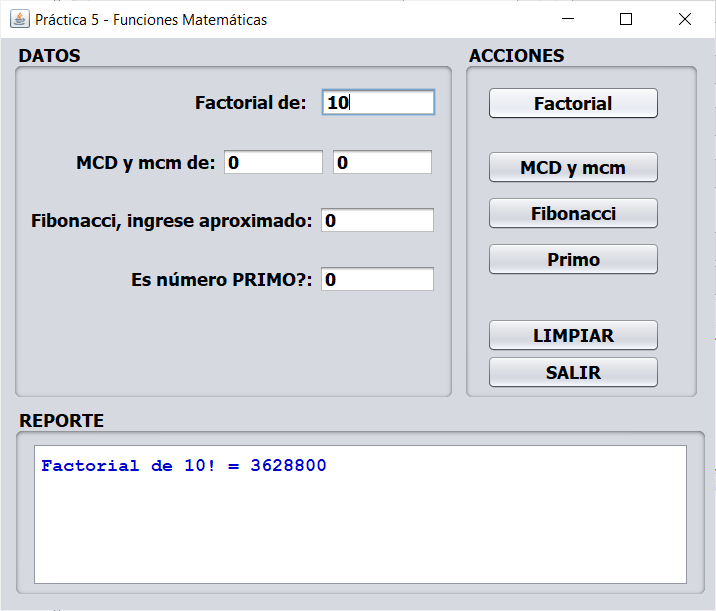 Práctica 5 - Funciones Matemáticas
DATOS
Factorial de: 10
MCD y mcm de: 0 0
Fibonacci, ingrese aproximado: 0
Es número PRIMO?: 0
ACCIONES
Factorial
MCD y mcm
Fibonacci
Primo
LIMPIAR
SALIR
REPORTE
Factorial de 10! = 3628800